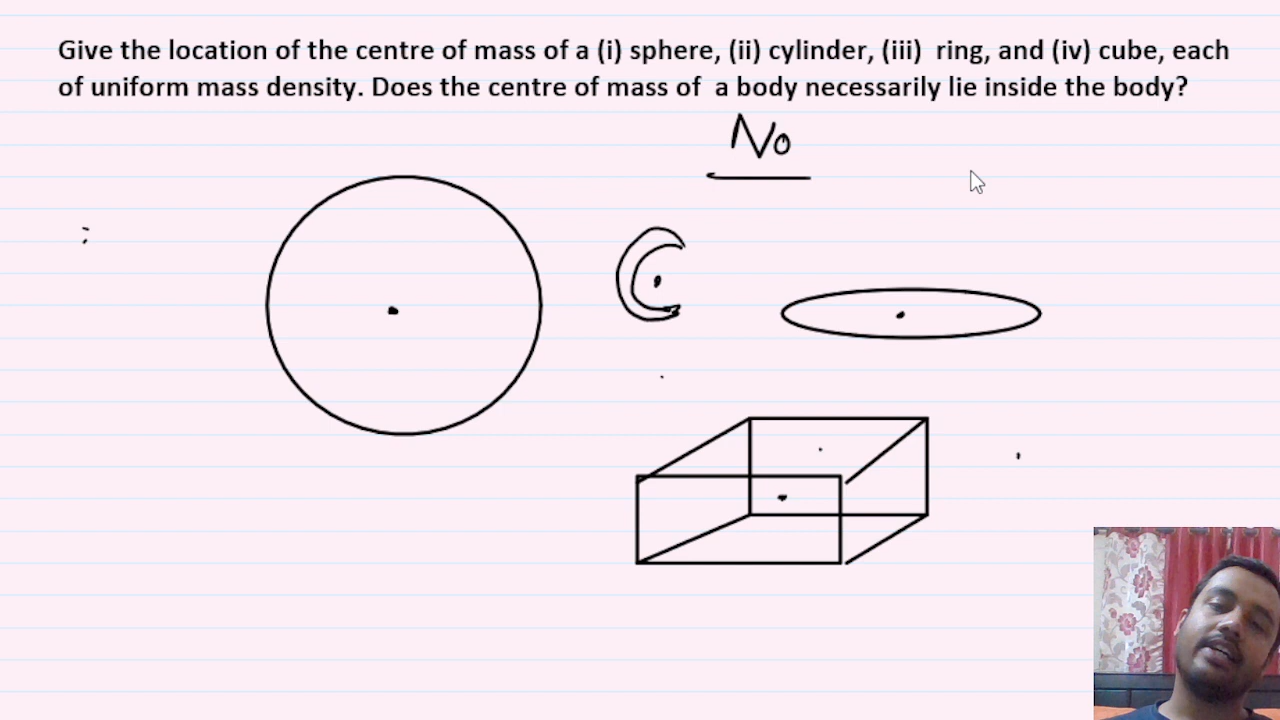 Give the location of the centre of mass of a (i) sphere, (ii) cylinder, (iii) ring, and (iv) cube, each
of uniform mass density. Does the centre of mass of a body necessarily lie inside the body?
No